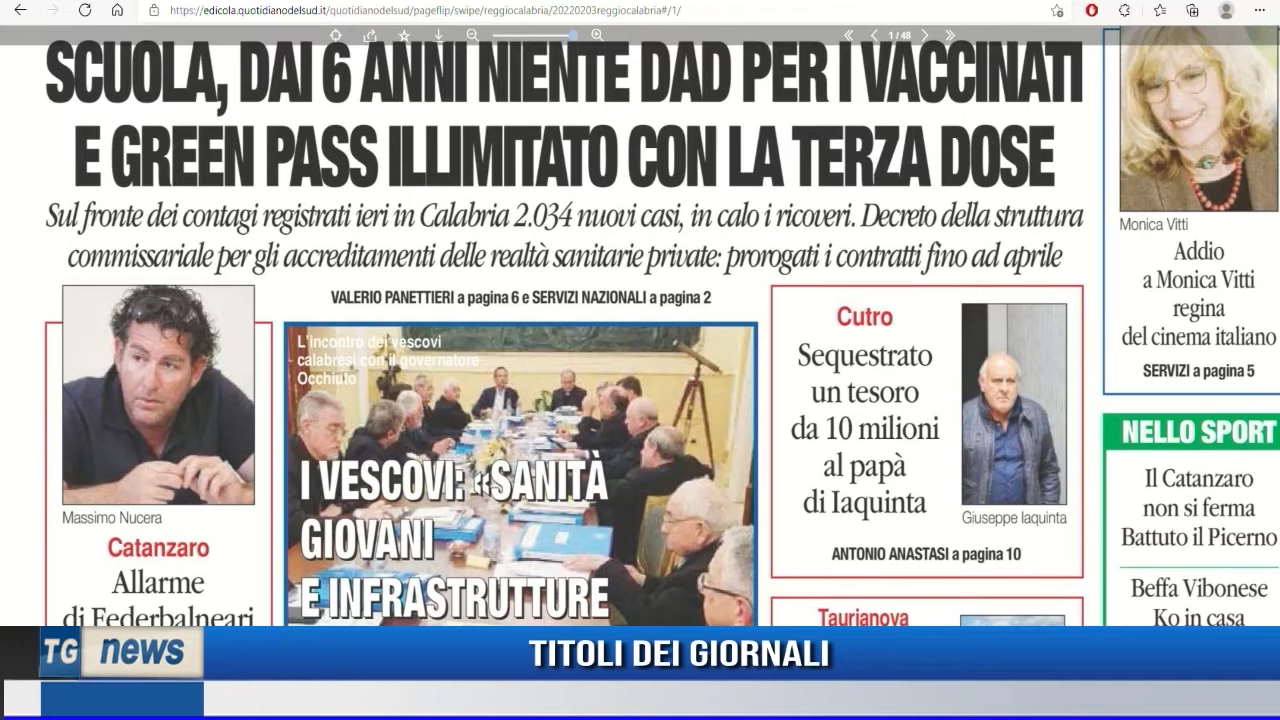 https://edicola.quotidianodelsud.it/quotidianodelsud/pageflip/swipe/reggiocalabria/20220203reggiocalabria#/1/
1 / 48
SCUOLA, DAI 6 ANNI NIENTE DAD PER I VACCINATI
E GREEN PASS ILLIMITATO CON LA TERZA DOSE
Sul fronte dei contagi registrati ieri in Calabria 2.034 nuovi casi, in calo i ricoveri. Decreto della struttura
commissariale per gli accreditamenti delle realtà sanitarie private: prorogati i contratti fino ad aprile
VALERIO PANETTIERI a pagina 6 e SERVIZI NAZIONALI a pagina 2
Massimo Nucera
Catanzaro
Allarme
di Federbalneari
L'incontro dei vescovi
calabresi con il governatore
Occhiuto
I VESCOVI: «SANITÀ
GIOVANI
E INFRASTRUTTURE
Cutro
Sequestrato
un tesoro
da 10 milioni
al papà
di Iaquinta
Giuseppe Iaquinta
ANTONIO ANASTASI a pagina 10
Taurianova
Monica Vitti
Addio
a Monica Vitti
regina
del cinema italiano
SERVIZI a pagina 5
NELLO SPORT
Il Catanzaro
non si ferma
Battuto il Picerno
Beffa Vibonese
Ko in casa
TG news
TITOLI DEI GIORNALI